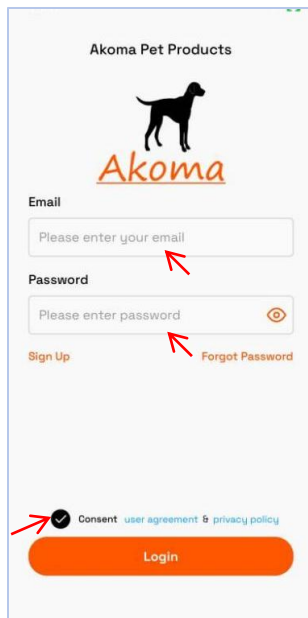 Akoma Pet Products
Akoma
Email
Please enter your email
Password
Please enter password
Sign Up Forgot Password
Consent user agreement & privacy policy
Login